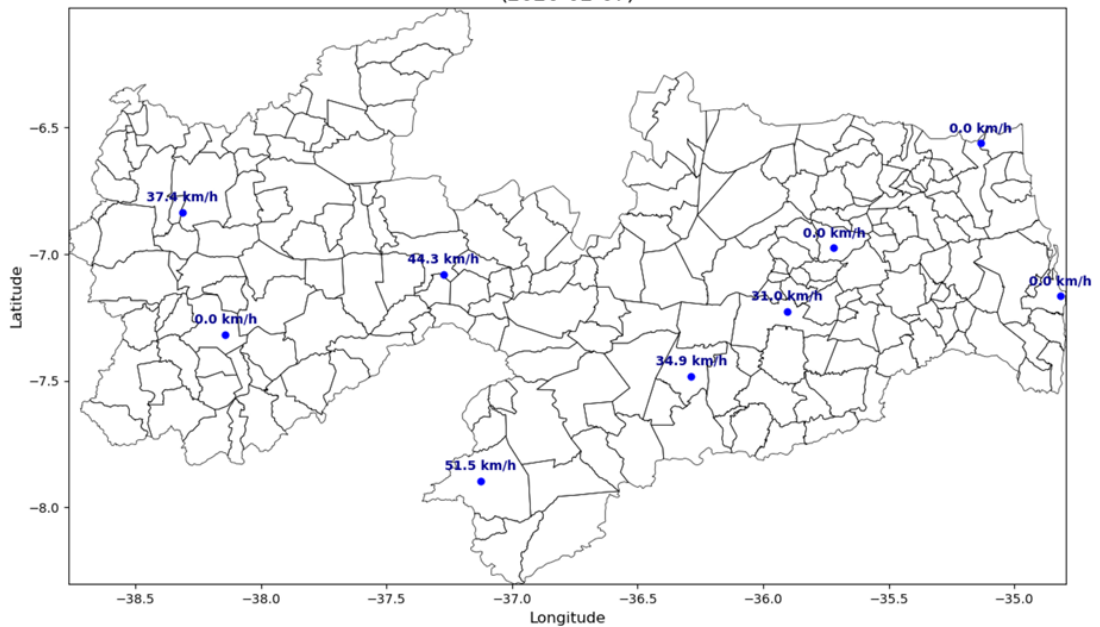 −6.5
−7.0
−7.5
−8.0
Latitude
0.0 km/h
37.4 km/h
0.0 km/h
44.3 km/h
0.0 km/h
31.0 km/h
0.0 km/h
34.9 km/h
51.5 km/h
−38.5
−38.0
−37.5
−37.0
−36.5
−36.0
−35.5
−35.0
Longitude